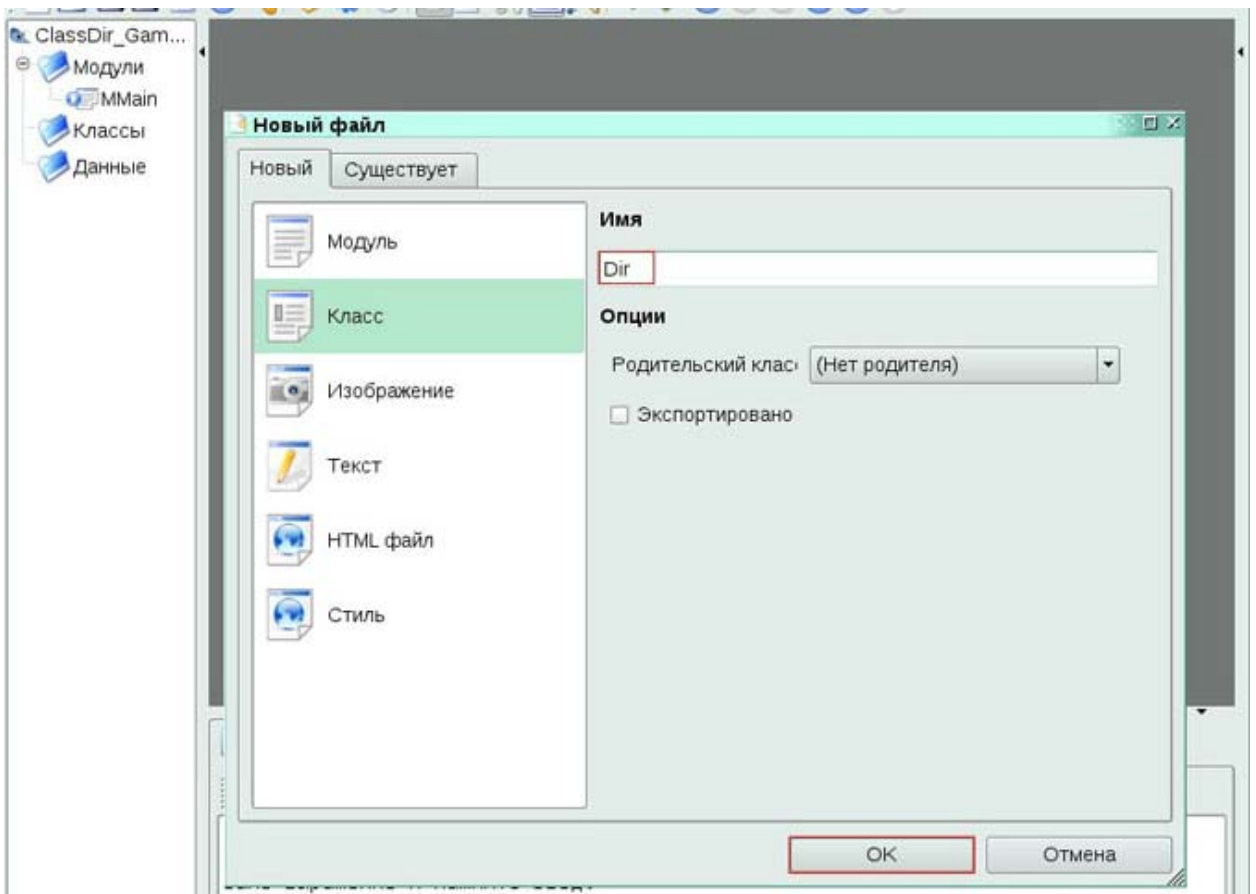 ClassDir_Gam...
Модули
MMain
Классы
Данные
Новый файл
Новый
Существует
Модуль
Класс
Изображение
Текст
HTML файл
Стиль
Имя
Dir
Опции
Родительский клас
(Нет родителя)
Экспортировано
OK
Отмена